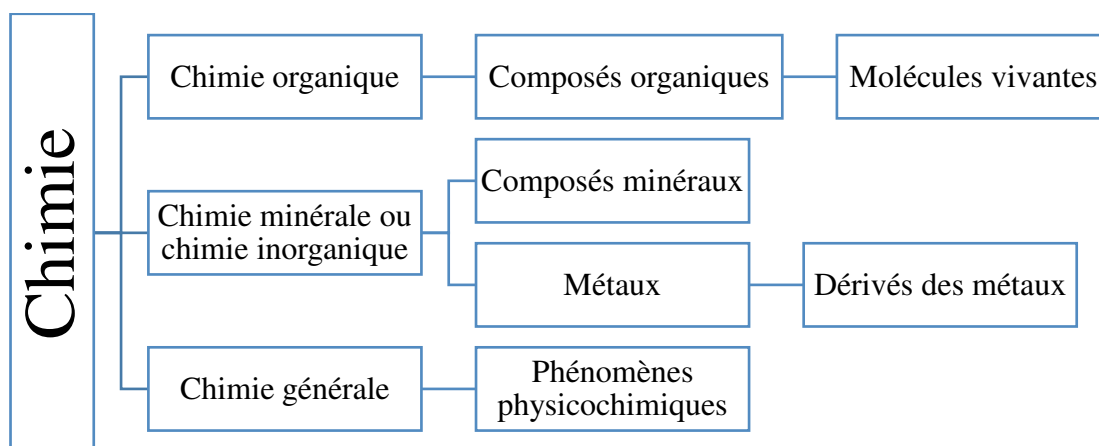 Chimie
Chimie organique
Composés organiques
Molécules vivantes
Chimie minérale ou
chimie inorganique
Composés minéraux
Métaux
Dérivés des métaux
Chimie générale
Phénomènes
physicochimiques